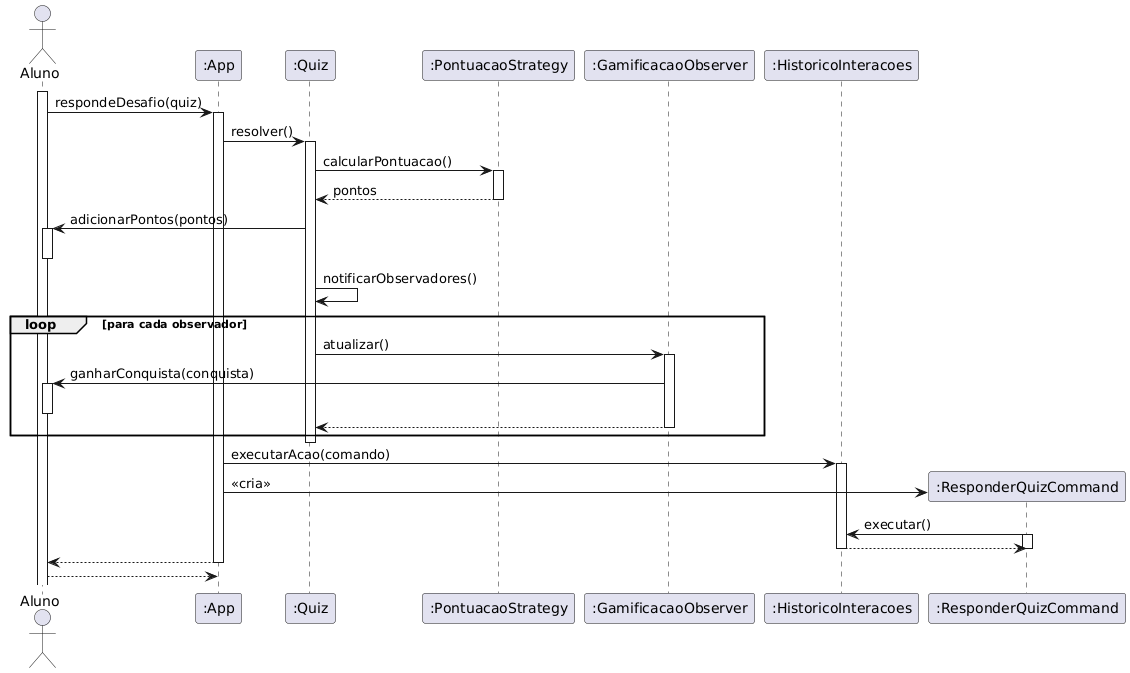 Aluno
:App
:Quiz
:PontuacaoStrategy
:GamificacaoObserver
:HistoricoInteracoes
respondeDesafio(quiz)
resolver()
calcularPontuacao()
pontos
adicionarPontos(pontos)
notificarObservadores()
loop
[para cada observador]
atualizar()
ganharConquista(conquista)
executarAcao(comando)
«cria»
:ResponderQuizCommand
executar()
Aluno
:App
:Quiz
:PontuacaoStrategy
:GamificacaoObserver
:HistoricoInteracoes
:ResponderQuizCommand